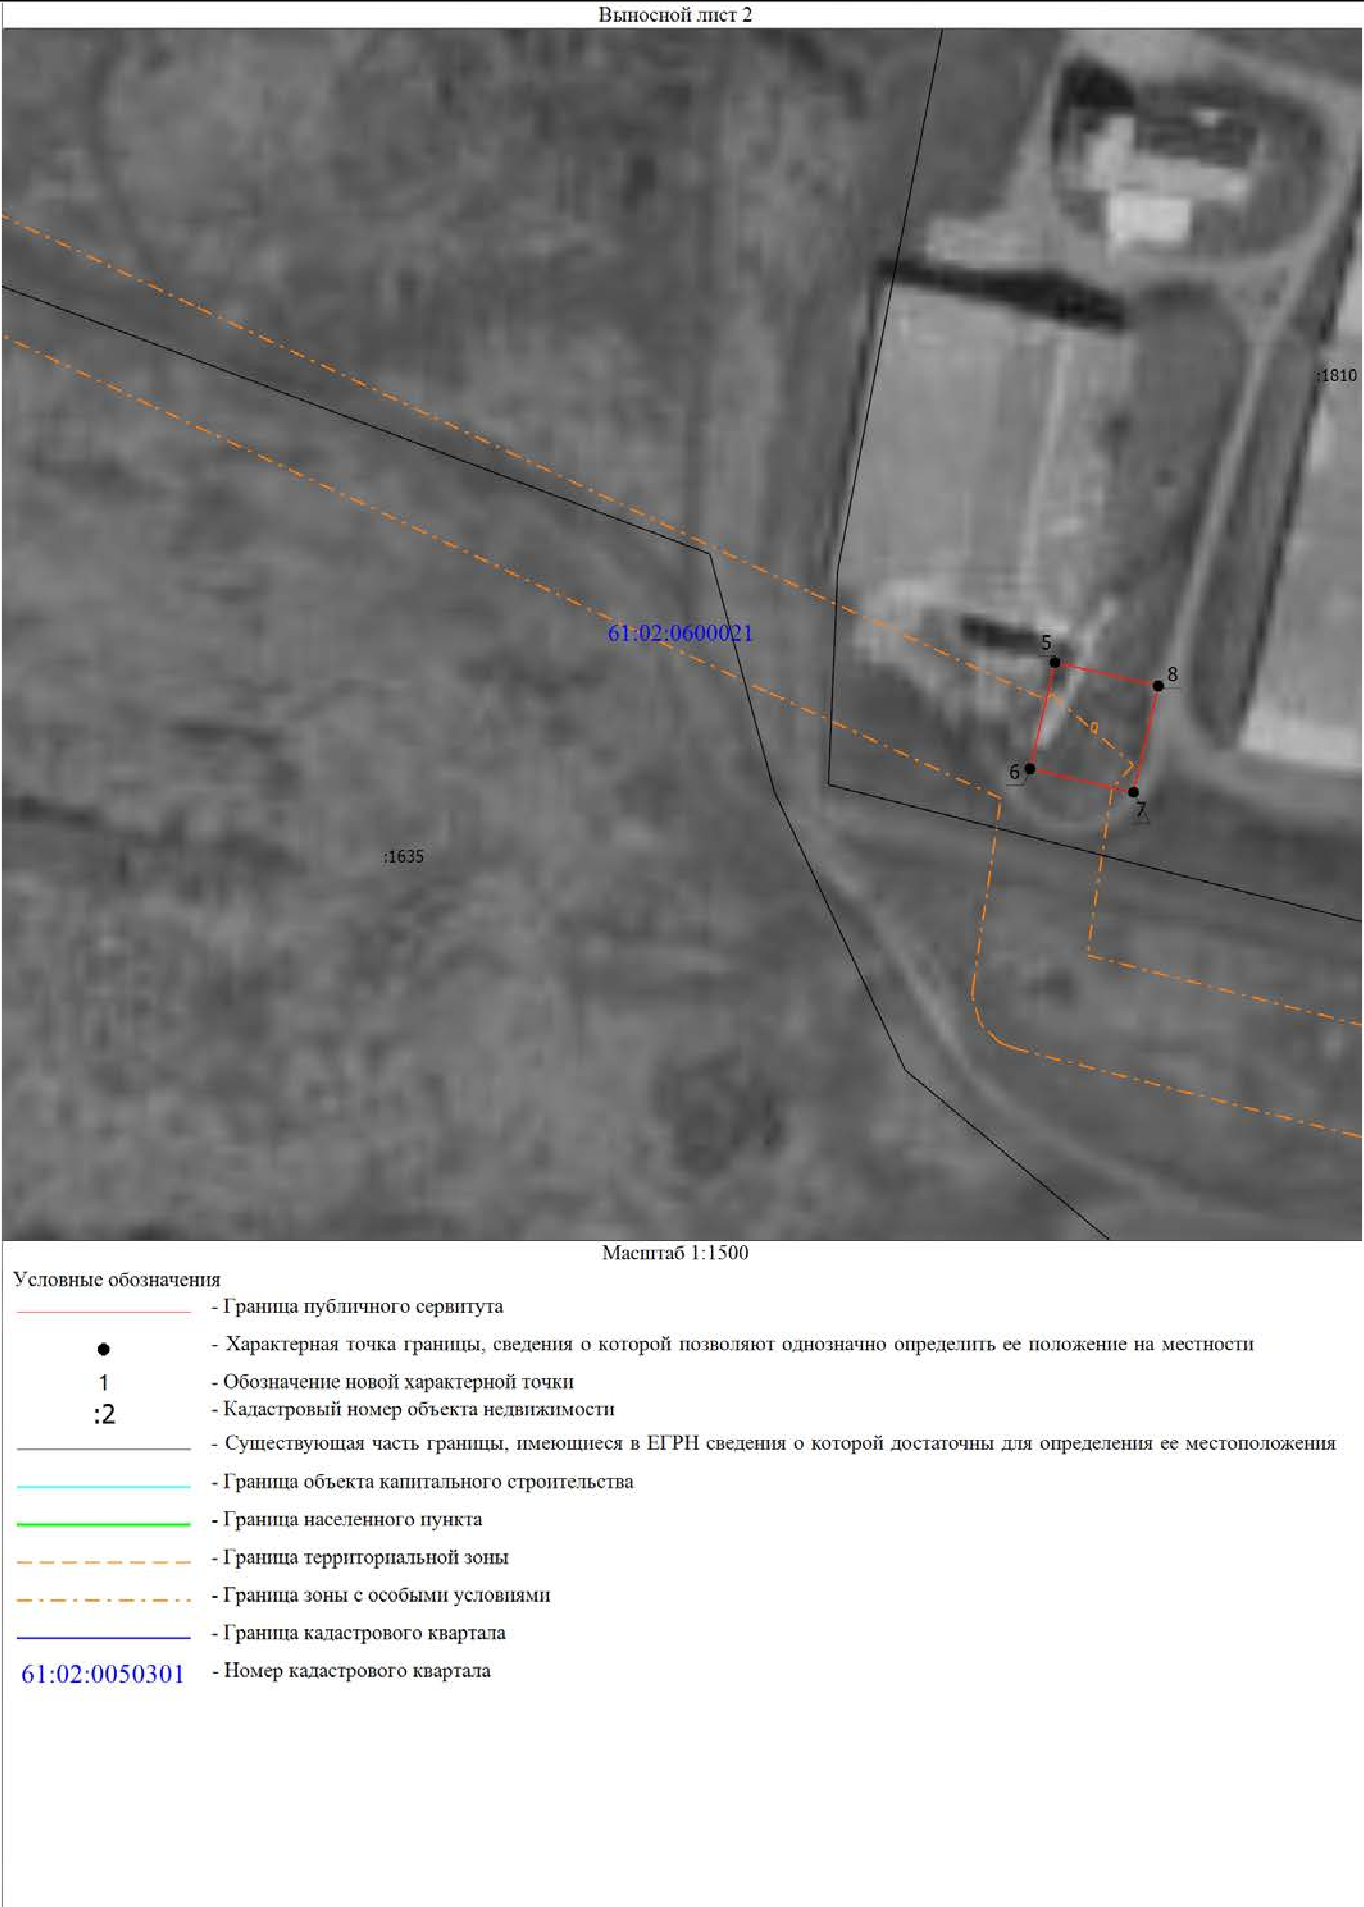 Выносной лист 2
:1810
61:02:0600021
5
8
6
7
:1635
Масштаб 1:1500
Условные обозначения
- Граница публичного сервитута
- Характерная точка границы, сведения о которой позволяют однозначно определить ее положение на местности
1 - Обозначение новой характерной точки
:2 - Кадастровый номер объекта недвижимости
- Существующая часть границы, имеющиеся в ЕГРН сведения о которой достаточны для определения ее местоположения
- Граница объекта капитального строительства
- Граница населенного пункта
- Граница территориальной зоны
- Граница зоны с особыми условиями
- Граница кадастрового квартала
61:02:0050301 - Номер кадастрового квартала